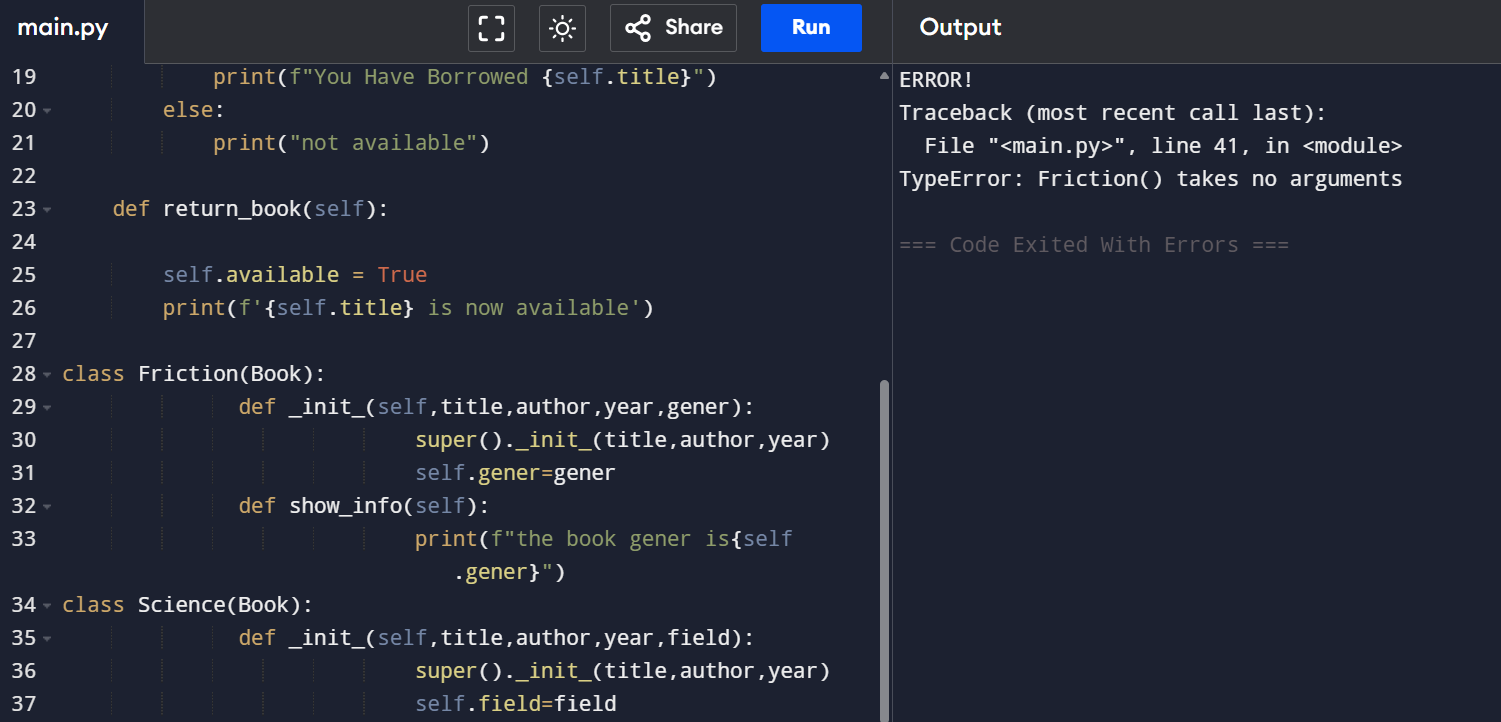 main.py
Share
Run
Output
19 print(f"You Have Borrowed {self.title}")
20 else:
21 print("not available")
22
23 def return_book(self):
24
25 self.available = True
26 print(f'{self.title} is now available')
27
28 class Friction(Book):
29 def _init_(self,title,author,year,gener):
30 super()._init_(title,author,year)
31 self.gener=gener
32 def show_info(self):
33 print(f"the book gener is{self
.gener}")
34 class Science(Book):
35 def _init_(self,title,author,year,field):
36 super()._init_(title,author,year)
37 self.field=field
ERROR!
Traceback (most recent call last):
File "<main.py>", line 41, in <module>
TypeError: Friction() takes no arguments
=== Code Exited With Errors ===